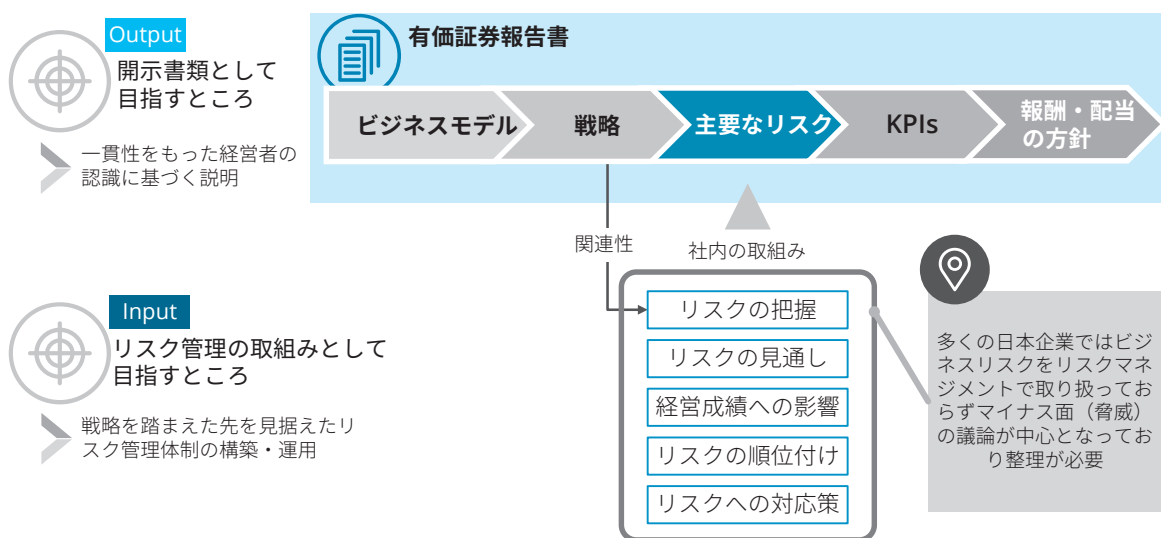 Output
開示書類として
目指すところ
一貫性をもった経営者の
認識に基づく説明
有価証券報告書
ビジネスモデル
戦略
主要なリスク
KPIs
報酬・配当
の方針
関連性
社内の取組み
Input
リスク管理の取組みとして
目指すところ
戦略を踏まえた先を見据えたリ
スク管理体制の構築・運用
リスクの把握
リスクの見通し
経営成績への影響
リスクの順位付け
リスクへの対応策
多くの日本企業ではビジ
ネスリスクをリスクマネ
ジメントで取り扱ってお
らずマイナス面（脅威）
の議論が中心となってお
り整理が必要